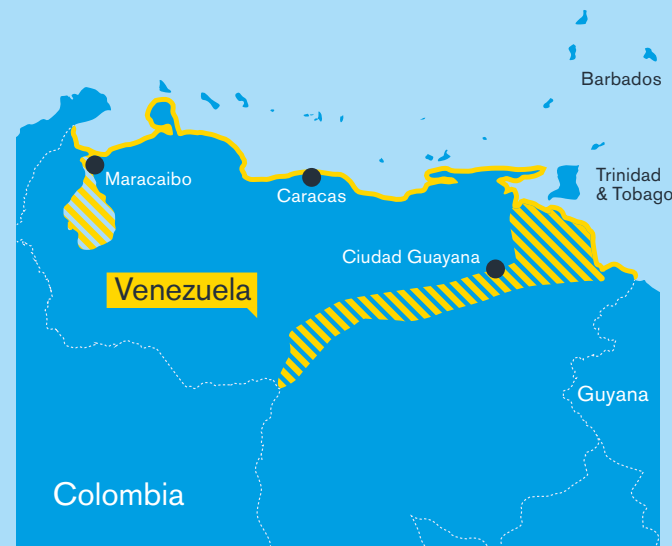 Barbados
Trinidad
& Tobago
Maracaibo
Caracas
Ciudad Guayana
Venezuela
Guyana
Colombia